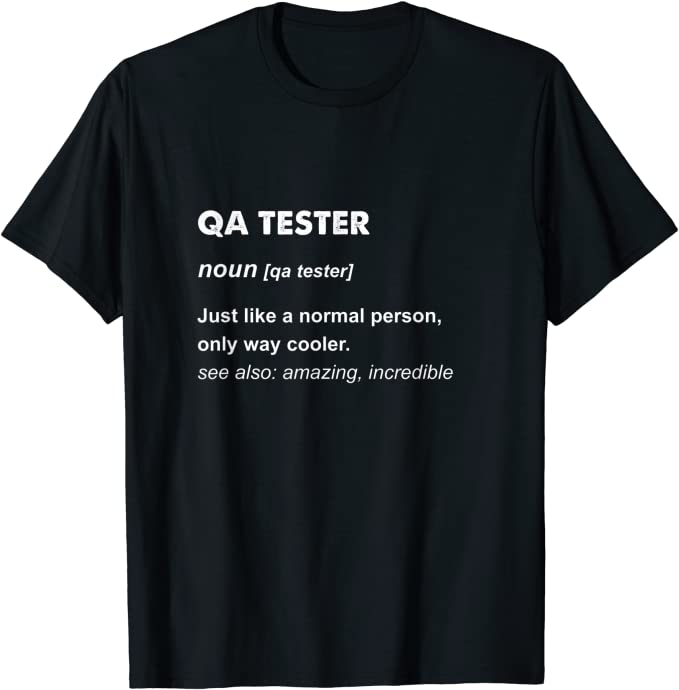 QA TESTER
noun [qa tester]
Just like a normal person,
only way cooler.
see also: amazing, incredible